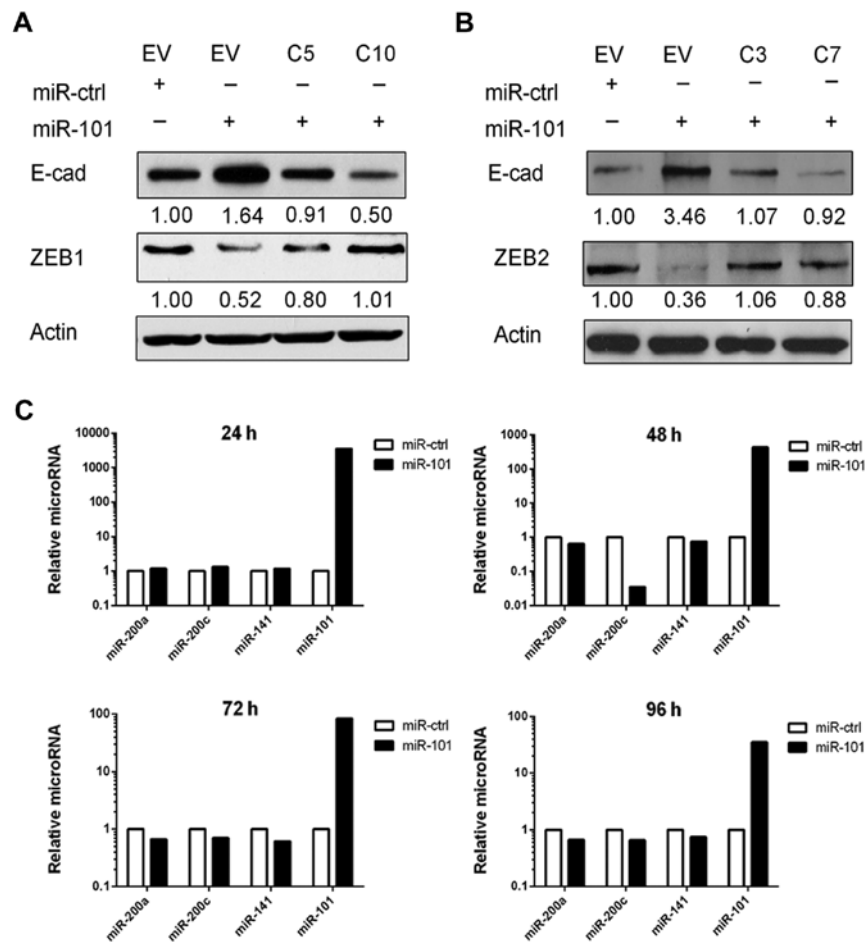 A
EV EV C5 C10
miR-ctrl + − − −
miR-101 − + + +
E-cad
1.00 1.64 0.91 0.50
ZEB1
1.00 0.52 0.80 1.01
Actin
B
EV EV C3 C7
miR-ctrl + − − −
miR-101 − + + +
E-cad
1.00 3.46 1.07 0.92
ZEB2
1.00 0.36 1.06 0.88
Actin
C
24 h
Relative microRNA
10000
1000
100
10
1
0.1
miR-200a
miR-200c
miR-141
miR-101
miR-ctrl
miR-101
48 h
Relative microRNA
1000
100
10
1
0.1
0.01
miR-200a
miR-200c
miR-141
miR-101
miR-ctrl
miR-101
72 h
Relative microRNA
100
10
1
0.1
miR-200a
miR-200c
miR-141
miR-101
miR-ctrl
miR-101
96 h
Relative microRNA
100
10
1
0.1
miR-200a
miR-200c
miR-141
miR-101
miR-ctrl
miR-101